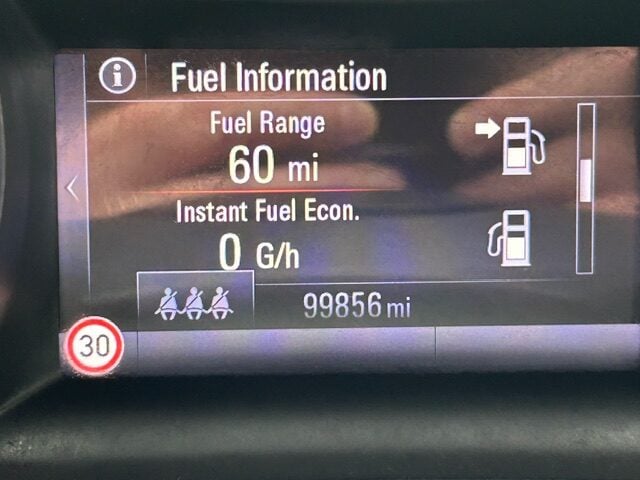 Fuel Information
Fuel Range
60 mi
Instant Fuel Econ.
0 G/h
99856 mi
30